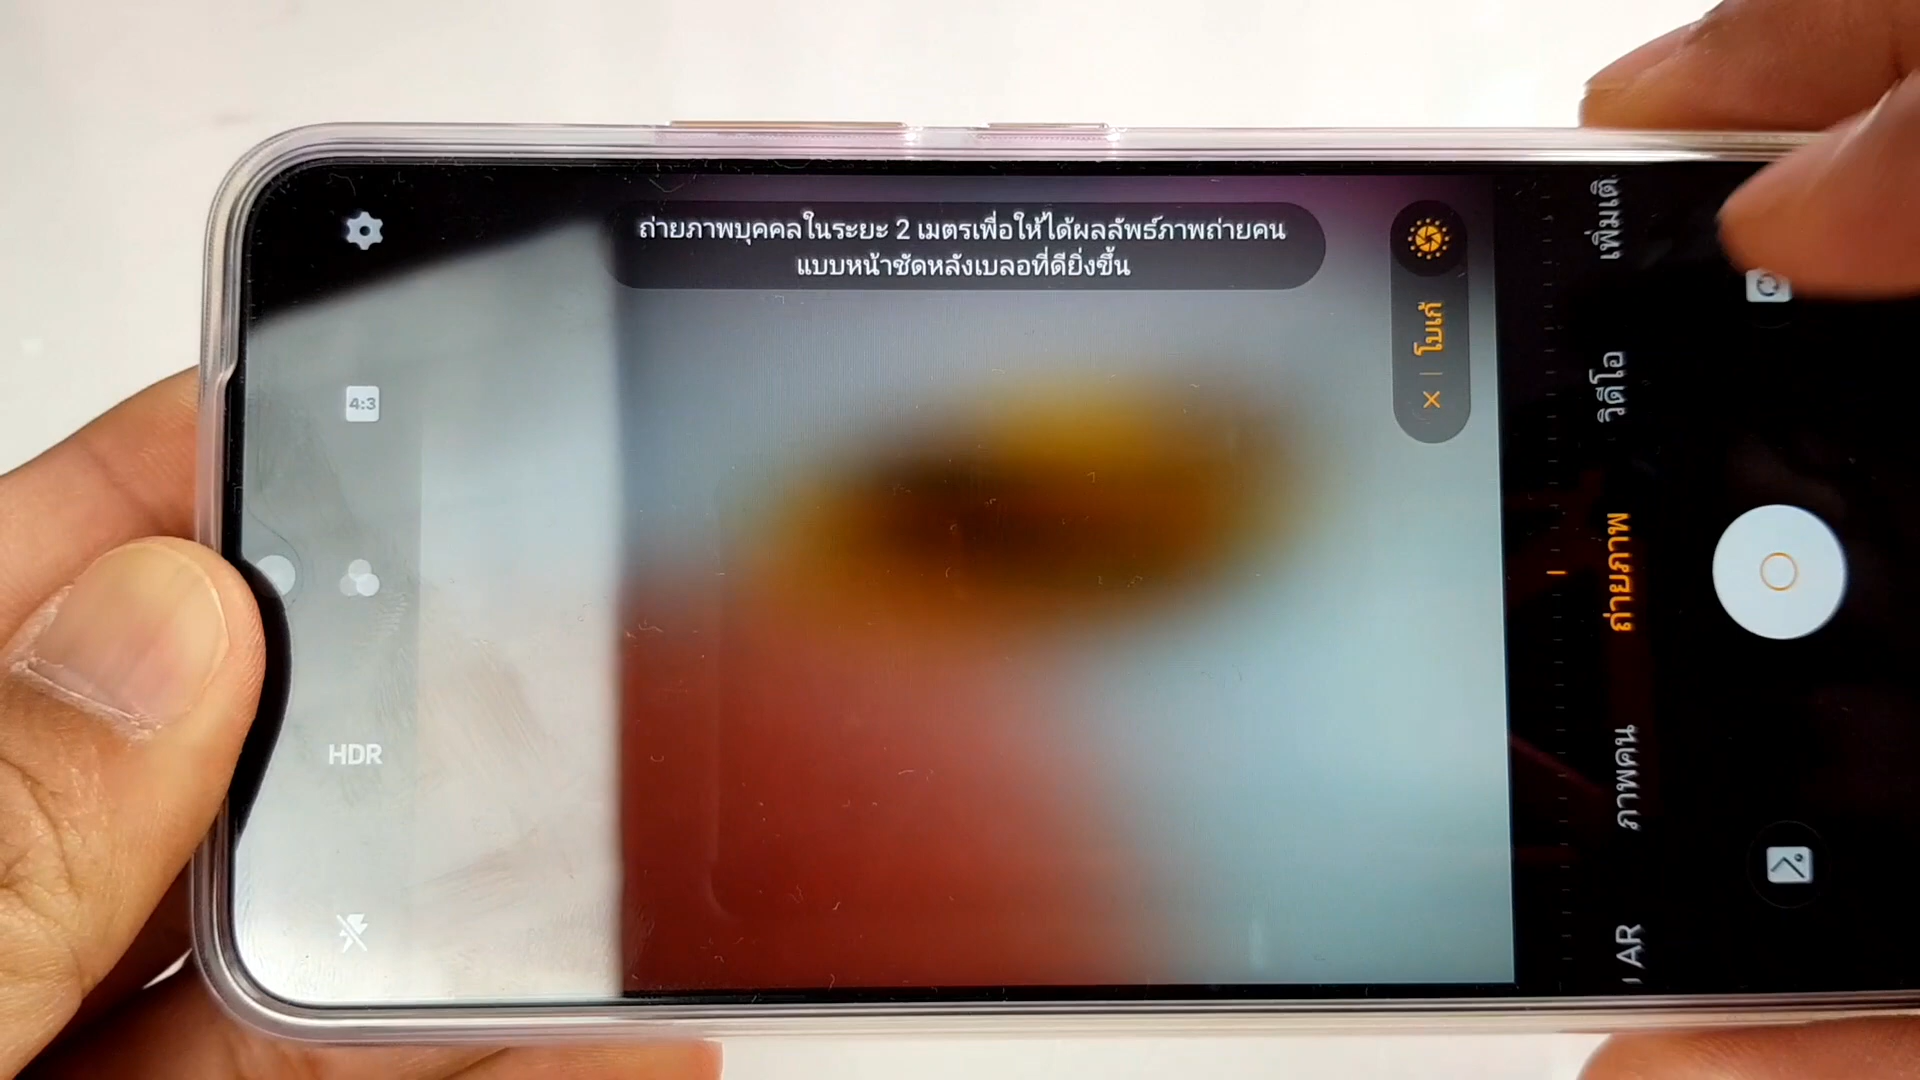 ถ่ายภาพบุคคลในระยะ 2 เมตรเพื่อให้ได้ผลลัพธ์ภาพถ่ายคน
แบบหน้าชัดหลังเบลอที่ดียิ่งขึ้น
4:3
HDR
โบเก้
เพิ่มเติ
วิดีโอ
ถ่ายภาพ
ภาพคน
AR